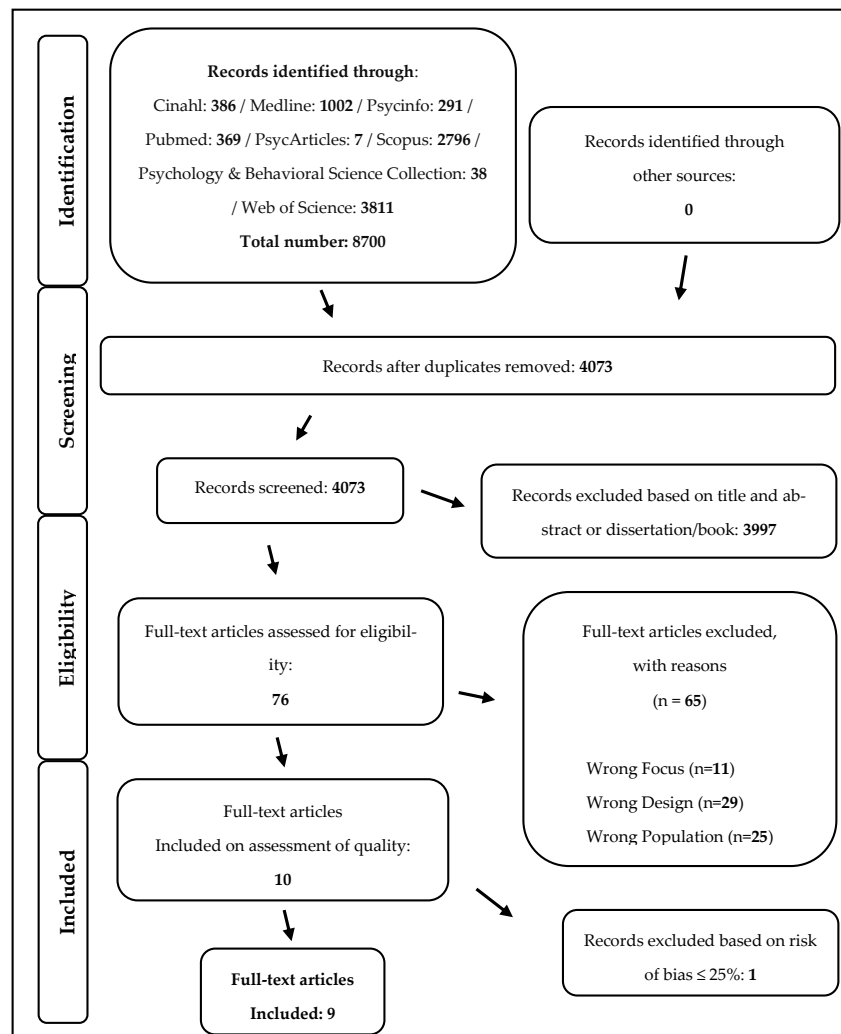 Identification
Records identified through:
Cinahl: 386 / Medline: 1002 / Psycinfo: 291 /
Pubmed: 369 / PsycArticles: 7 / Scopus: 2796 /
Psychology & Behavioral Science Collection: 38
/ Web of Science: 3811
Total number: 8700
Records identified through
other sources:
0
Screening
Records after duplicates removed: 4073
Records screened: 4073
Records excluded based on title and ab-
stract or dissertation/book: 3997
Eligibility
Full-text articles assessed for eligibil-
ity:
76
Full-text articles excluded,
with reasons
(n = 65)
Wrong Focus (n=11)
Wrong Design (n=29)
Wrong Population (n=25)
Included
Full-text articles
Included on assessment of quality:
10
Records excluded based on risk
of bias ≤ 25%: 1
Full-text articles
Included: 9